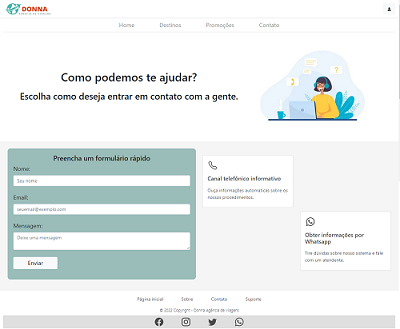 DONNA
AGÊNCIA DE VIAGENS
Home
Destinos
Promoções
Contato
Como podemos te ajudar?
Escolha como deseja entrar em contato com a gente.
Preencha um formulário rápido
Nome:
Seu nome
Email:
seuemail@exemplo.com
Mensagem:
Deixe uma mensagem
Enviar
Canal telefônico informativo
Ouça informações automáticas sobre os
nossos procedimentos.
Obter informações por
Whatsapp
Tire dúvidas sobre nosso sistema e fale
com um atendente.
Página inicial
Sobre
Contato
Suporte
© 2022 Copyright - Donna agência de viagens